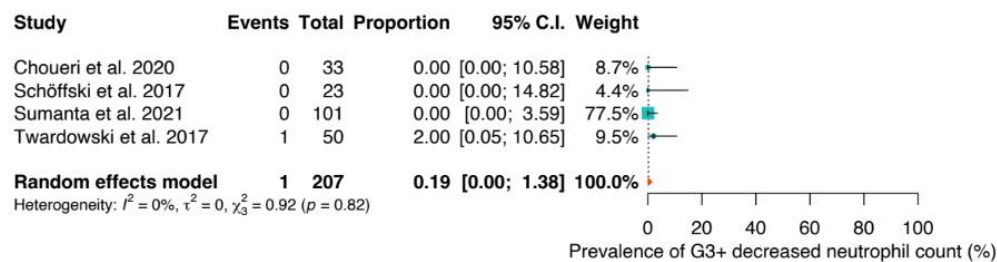 Study Events Total Proportion 95% C.I. Weight
Choueri et al. 2020 0 33 0.00 [0.00; 10.58] 8.7%
Schöffski et al. 2017 0 23 0.00 [0.00; 14.82] 4.4%
Sumanta et al. 2021 0 101 0.00 [0.00; 3.59] 77.5%
Twardowski et al. 2017 1 50 2.00 [0.05; 10.65] 9.5%
Random effects model 1 207 0.19 [0.00; 1.38] 100.0%
Heterogeneity: I² = 0%, τ² = 0, χ²₃ = 0.92 (p = 0.82)
0 20 40 60 80 100
Prevalence of G3+ decreased neutrophil count (%)